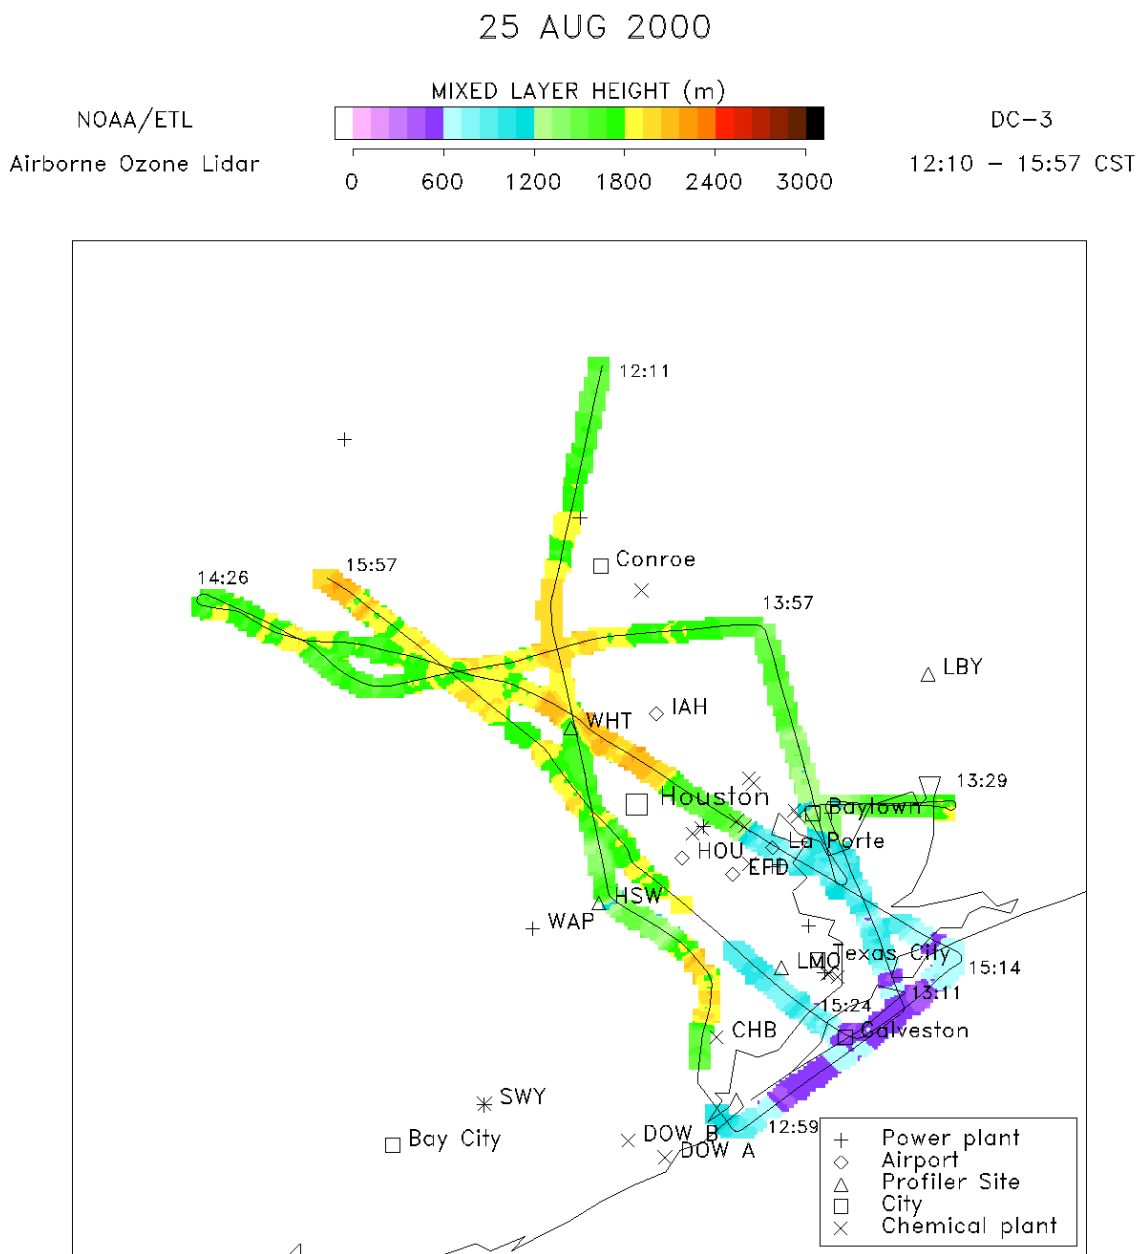 25 AUG 2000
MIXED LAYER HEIGHT (m)
NOAA/ETL
DC-3
Airborne Ozone Lidar
12:10 - 15:57 CST
0 600 1200 1800 2400 3000
12:11
Conroe
15:57
14:26
13:57
LBY
IAH
WHT
13:29
Houston
Baytown
La Porte
HOU
EFD
HSW
WAP
Texas City
LMQ
15:14
13:11
15:24
CHB
Galveston
SWY
12:59
DOW B
Bay City
DOW A
Power plant
Airport
Profiler Site
City
Chemical plant